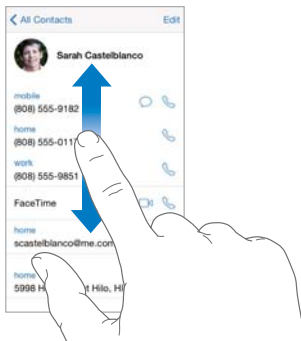 All Contacts Edit
Sarah Castelblanco
mobile
(808) 555-9182
home
(808) 555-011
work
(808) 555-9851
FaceTime
home
scastelblanco@me.com
home
5998 H t Hilo, HI